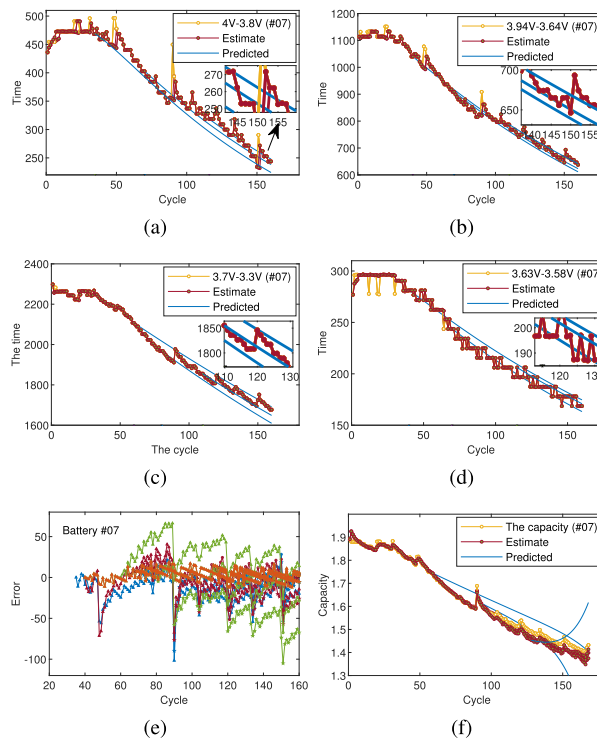 500
450
400
350
300
250
Time
4V-3.8V (#07)
Estimate
Predicted
270
260
250
145 150 155
0 50 100 150
Cycle
(a)
1200
1100
1000
900
800
700
600
Time
3.94V-3.64V (#07)
Estimate
Predicted
700
650
140 145 150 155
0 50 100 150
Cycle
(b)
2400
2200
2000
1800
1600
The time
3.7V-3.3V (#07)
Estimate
Predicted
1850
1800
110 120 130
0 50 100 150
The cycle
(c)
300
250
200
150
Time
3.63V-3.58V (#07)
Estimate
Predicted
200
190
120
0 50 100 150
Cycle
(d)
50
0
-50
-100
Error
Battery #07
20 40 60 80 100 120 140 160
Cycle
(e)
1.9
1.8
1.7
1.6
1.5
1.4
1.3
Capacity
The capacity (#07)
Estimate
Predicted
0 50 100 150
Cycle
(f)